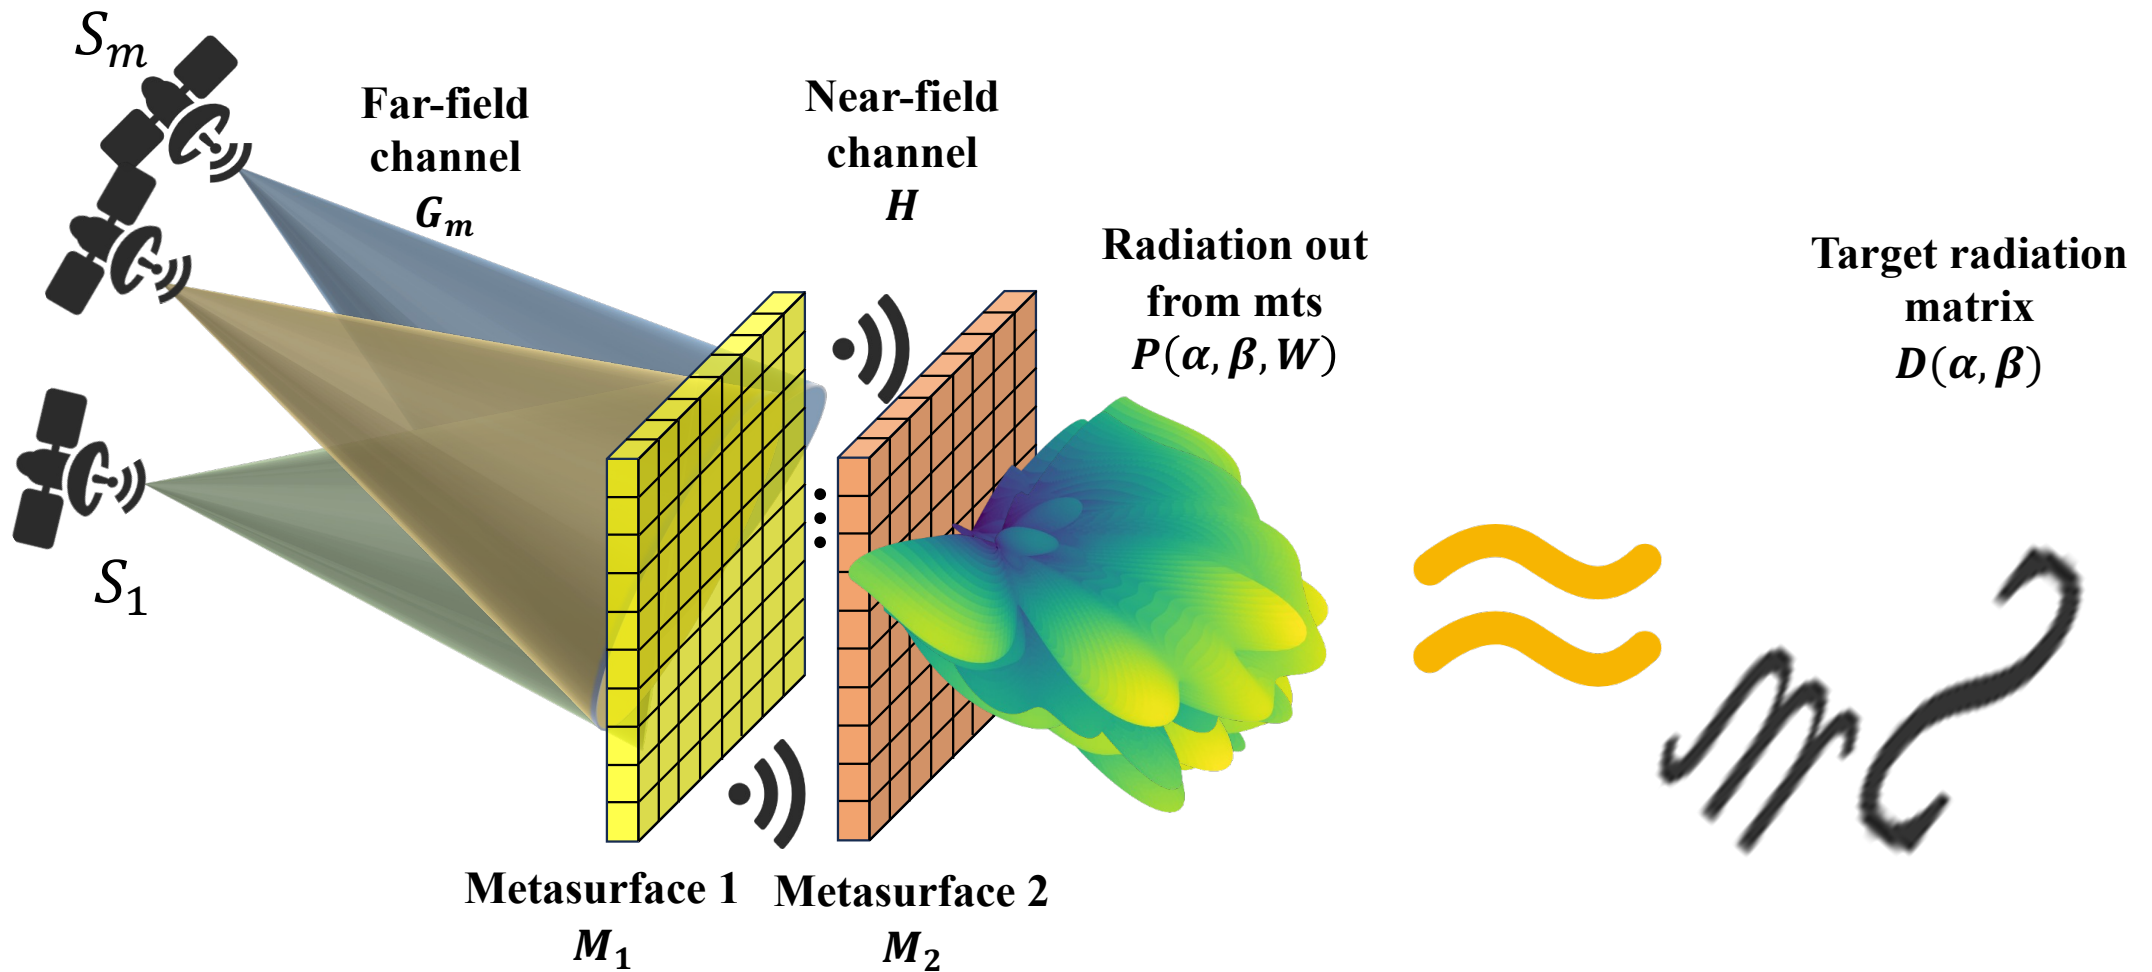 S_m
Far-field
channel
G_m
Near-field
channel
H
Radiation out
from mts
P(α, β, W)
Target radiation
matrix
D(α, β)
S_1
Metasurface 1
M_1
Metasurface 2
M_2